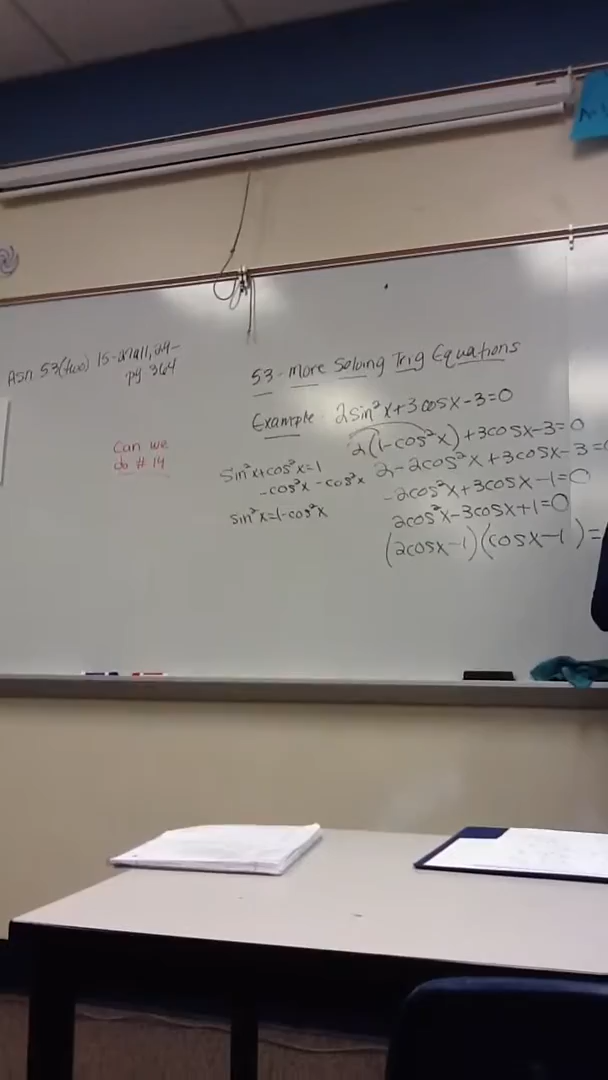 Asn. 53(two) 15-21all, 24-
pg 364
Can we
do # 14
53 - More Solving Trig Equations
Example: 2sin²x+3cosx-3=0
2(1-cos²x)+3cosx-3=0
2-2cos²x+3cosx-3=0
-2cos²x+3cosx-1=0
2cos²x-3cosx+1=0
(2cosx-1)(cosx-1)=
sin²x+cos²x=1
-cos²x -cos²x
sin²x=1-cos²x